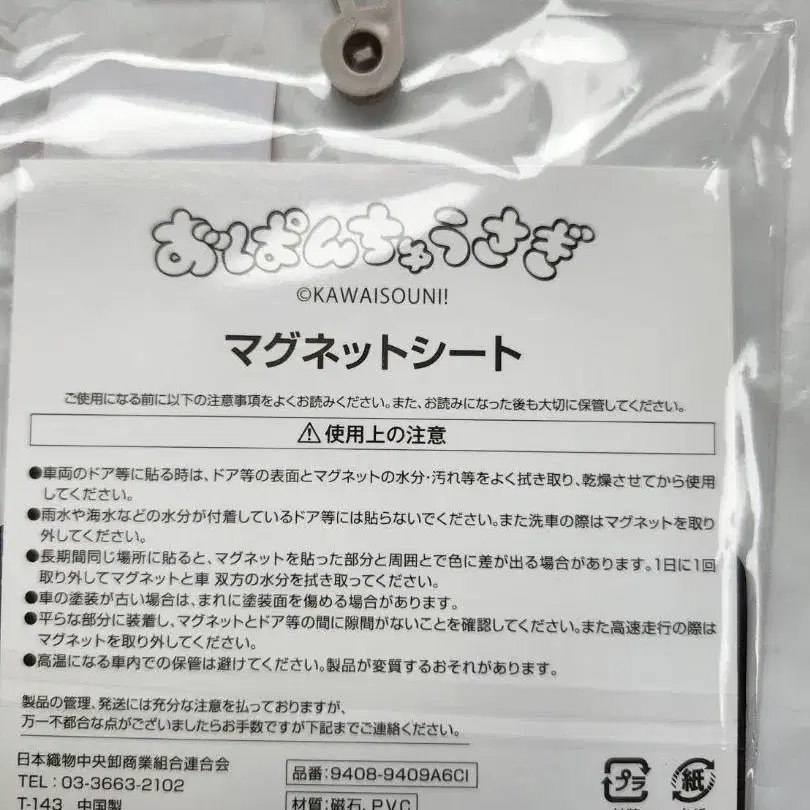 おぱんちゅうさぎ
©KAWAISOUNI!
マグネットシート
ご使用になる前に以下の注意事項をよくお読みください。また、お読みになった後も大切に保管してください。
⚠使用上の注意
●車両のドア等に貼る時は、ドア等の表面とマグネットの水分・汚れ等をよく拭き取り、乾燥させてから使用
してください。
●雨水や海水などの水分が付着しているドア等には貼らないでください。また洗車の際はマグネットを取り
外してください。
●長期間同じ場所に貼ると、マグネットを貼った部分と周囲とで色に差が出る場合があります。1日に1回
取り外してマグネットと車 双方の水分を拭き取ってください。
●車の塗装が古い場合は、まれに塗装面を傷める場合があります。
●平らな部分に装着し、マグネットとドア等の間に隙間がないことを確認してください。また高速走行の際は
マグネットを取り外してください。
●高温になる車内での保管は避けてください。製品が変質するおそれがあります。
製品の管理、発送には充分な注意を払っておりますが、
万一不都合な点がございましたらお手数ですが下記までご連絡ください。
日本織物中央卸商業組合連合会
TEL:03-3663-2102
T-143 中国製
品番:9408-9409A6CI
材質:磁石、PVC
プラ
紙